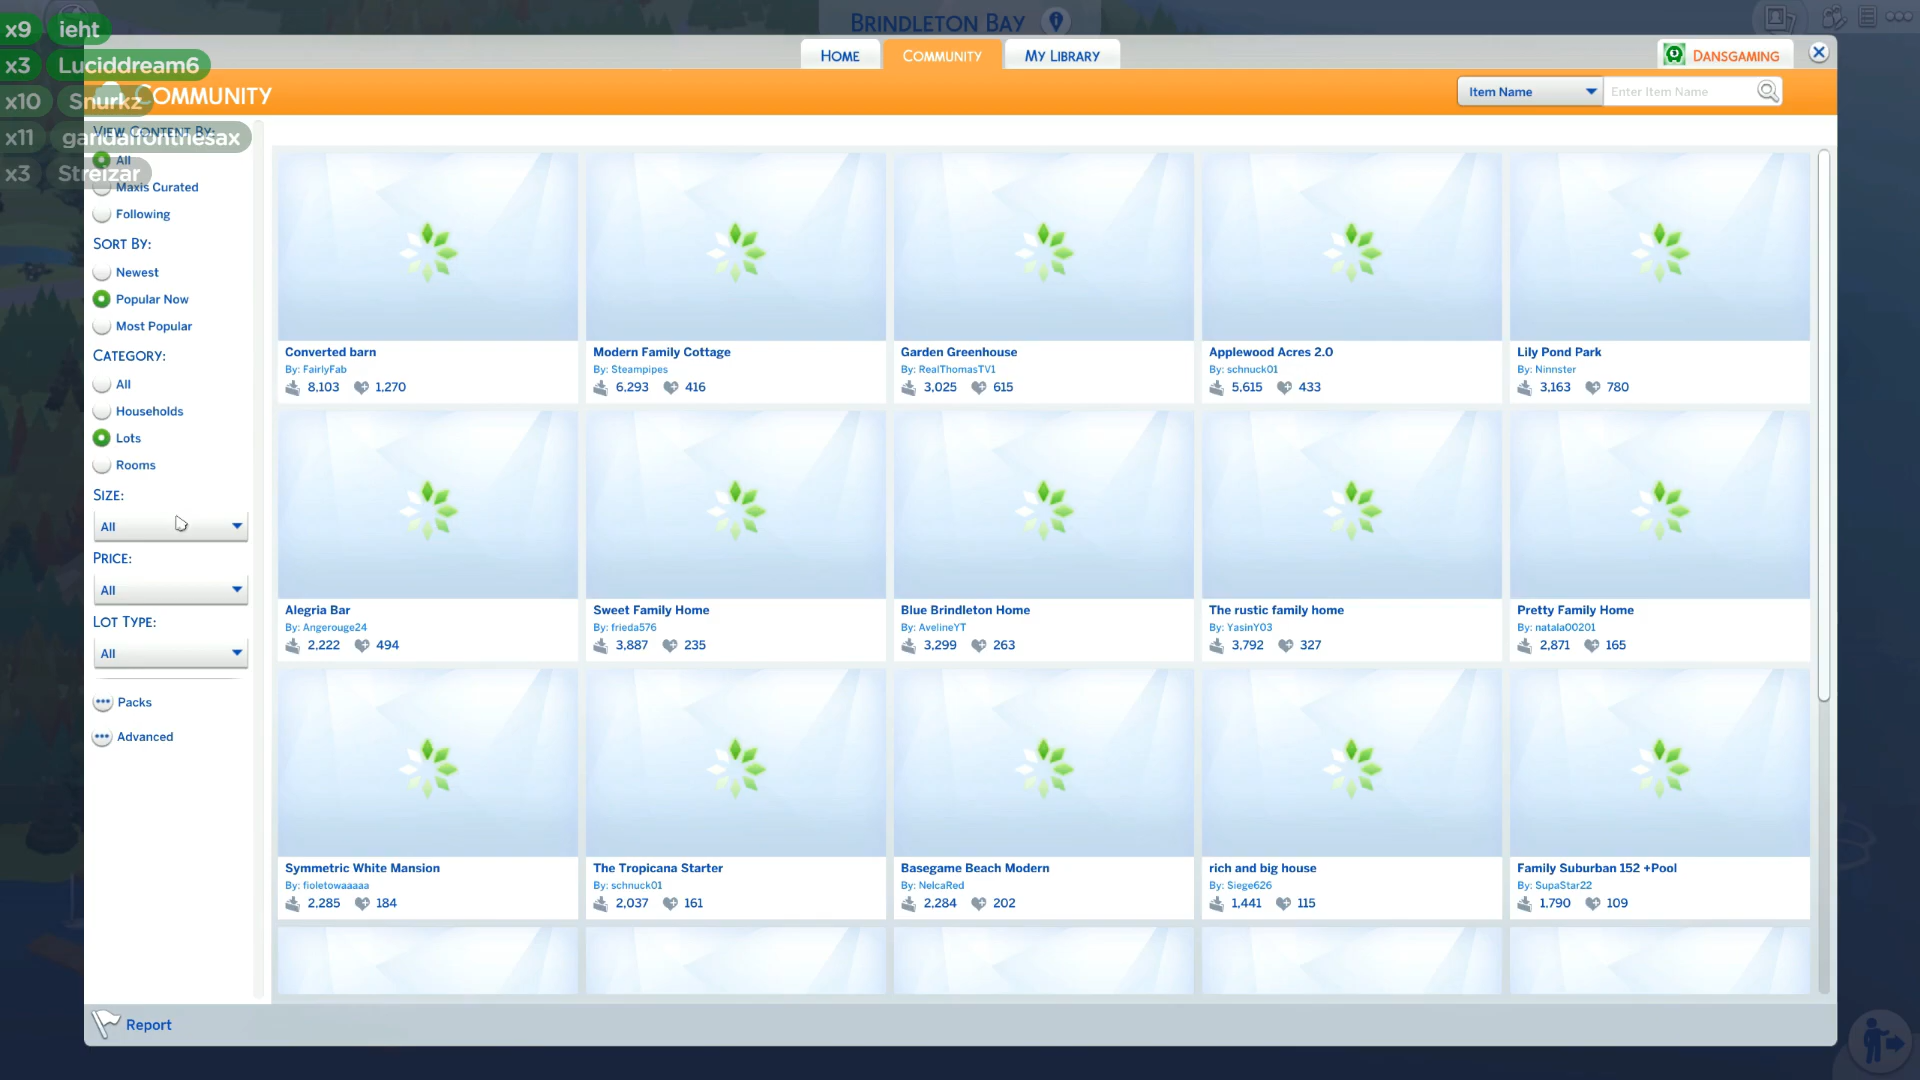 x9 ieht
BRINDLETON BAY
HOME COMMUNITY MY LIBRARY
DANSGAMING
x3 Luciddream6
x10 Snurkz
COMMUNITY
Item Name
Enter Item Name
x11 gandalfontriesax
VIEW CONTENT BY:
All
x3 Streizar
Maxis Curated
Following
SORT BY:
Newest
Popular Now
Most Popular
CATEGORY:
All
Households
Lots
Rooms
SIZE:
All
PRICE:
All
LOT TYPE:
All
Packs
Advanced
Converted barn
By: FairlyFab
8,103 1,270
Modern Family Cottage
By: Steampipes
6,293 416
Garden Greenhouse
By: RealThomasTV1
3,025 615
Applewood Acres 2.0
By: schnuck01
5,615 433
Lily Pond Park
By: Ninnster
3,163 780
Alegria Bar
By: Angerouge24
2,222 494
Sweet Family Home
By: frieda576
3,887 235
Blue Brindleton Home
By: AvelineYT
3,299 263
The rustic family home
By: YasinY03
3,792 327
Pretty Family Home
By: natala00201
2,871 165
Symmetric White Mansion
By: fioletowaaaaa
2,285 184
The Tropicana Starter
By: schnuck01
2,037 161
Basegame Beach Modern
By: NelcaRed
2,284 202
rich and big house
By: Siege626
1,441 115
Family Suburban 152 +Pool
By: SupaStar22
1,790 109
Report